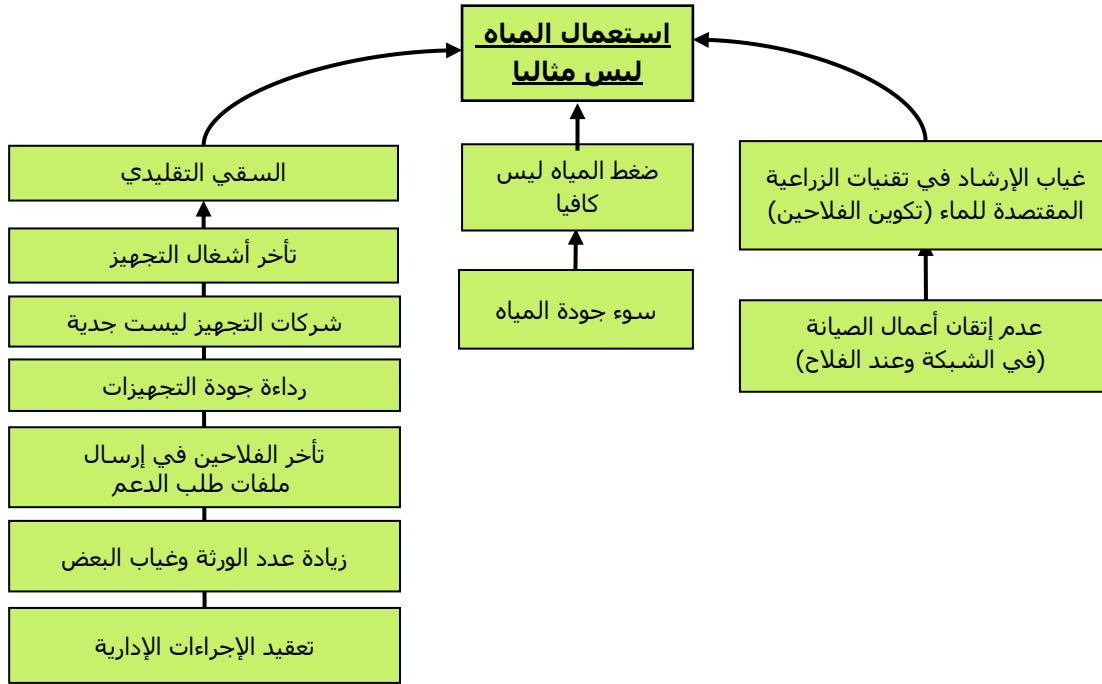 استعمال المياه
ليس مثاليا
السقي التقليدي
تأخر أشغال التجهيز
شركات التجهيز ليست جدية
رداءة جودة التجهيزات
تأخر الفلاحين في إرسال
ملفات طلب الدعم
زيادة عدد الورثة وغياب البعض
تعقيد الإجراءات الإدارية
ضغط المياه ليس
كافيا
سوء جودة المياه
غياب الإرشاد في تقنيات الزراعية
المقتصدة للماء (تكوين الفلاحين)
عدم إتقان أعمال الصيانة
(في الشبكة وعند الفلاح)